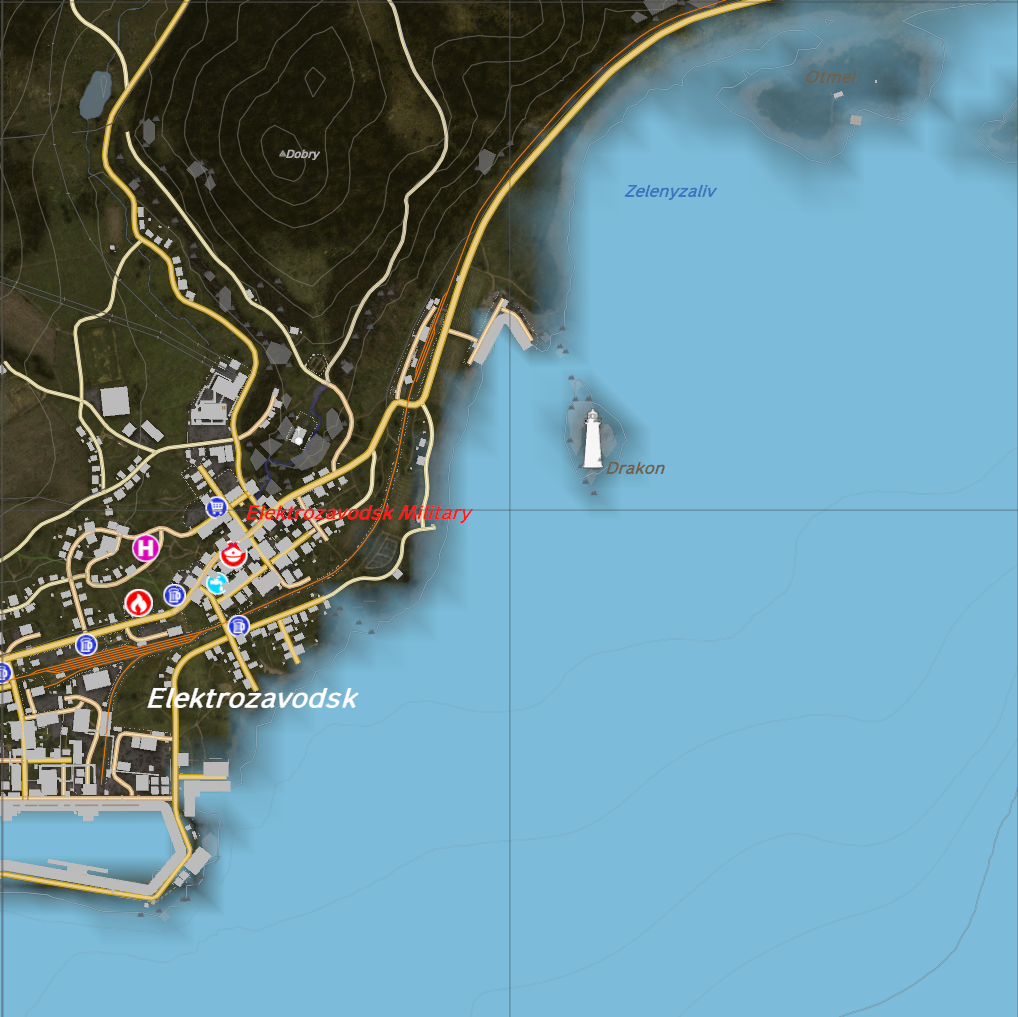 Otmel
Dobry
Zelenyzaliv
Drakon
Elektrozavodsk Military
H
Elektrozavodsk